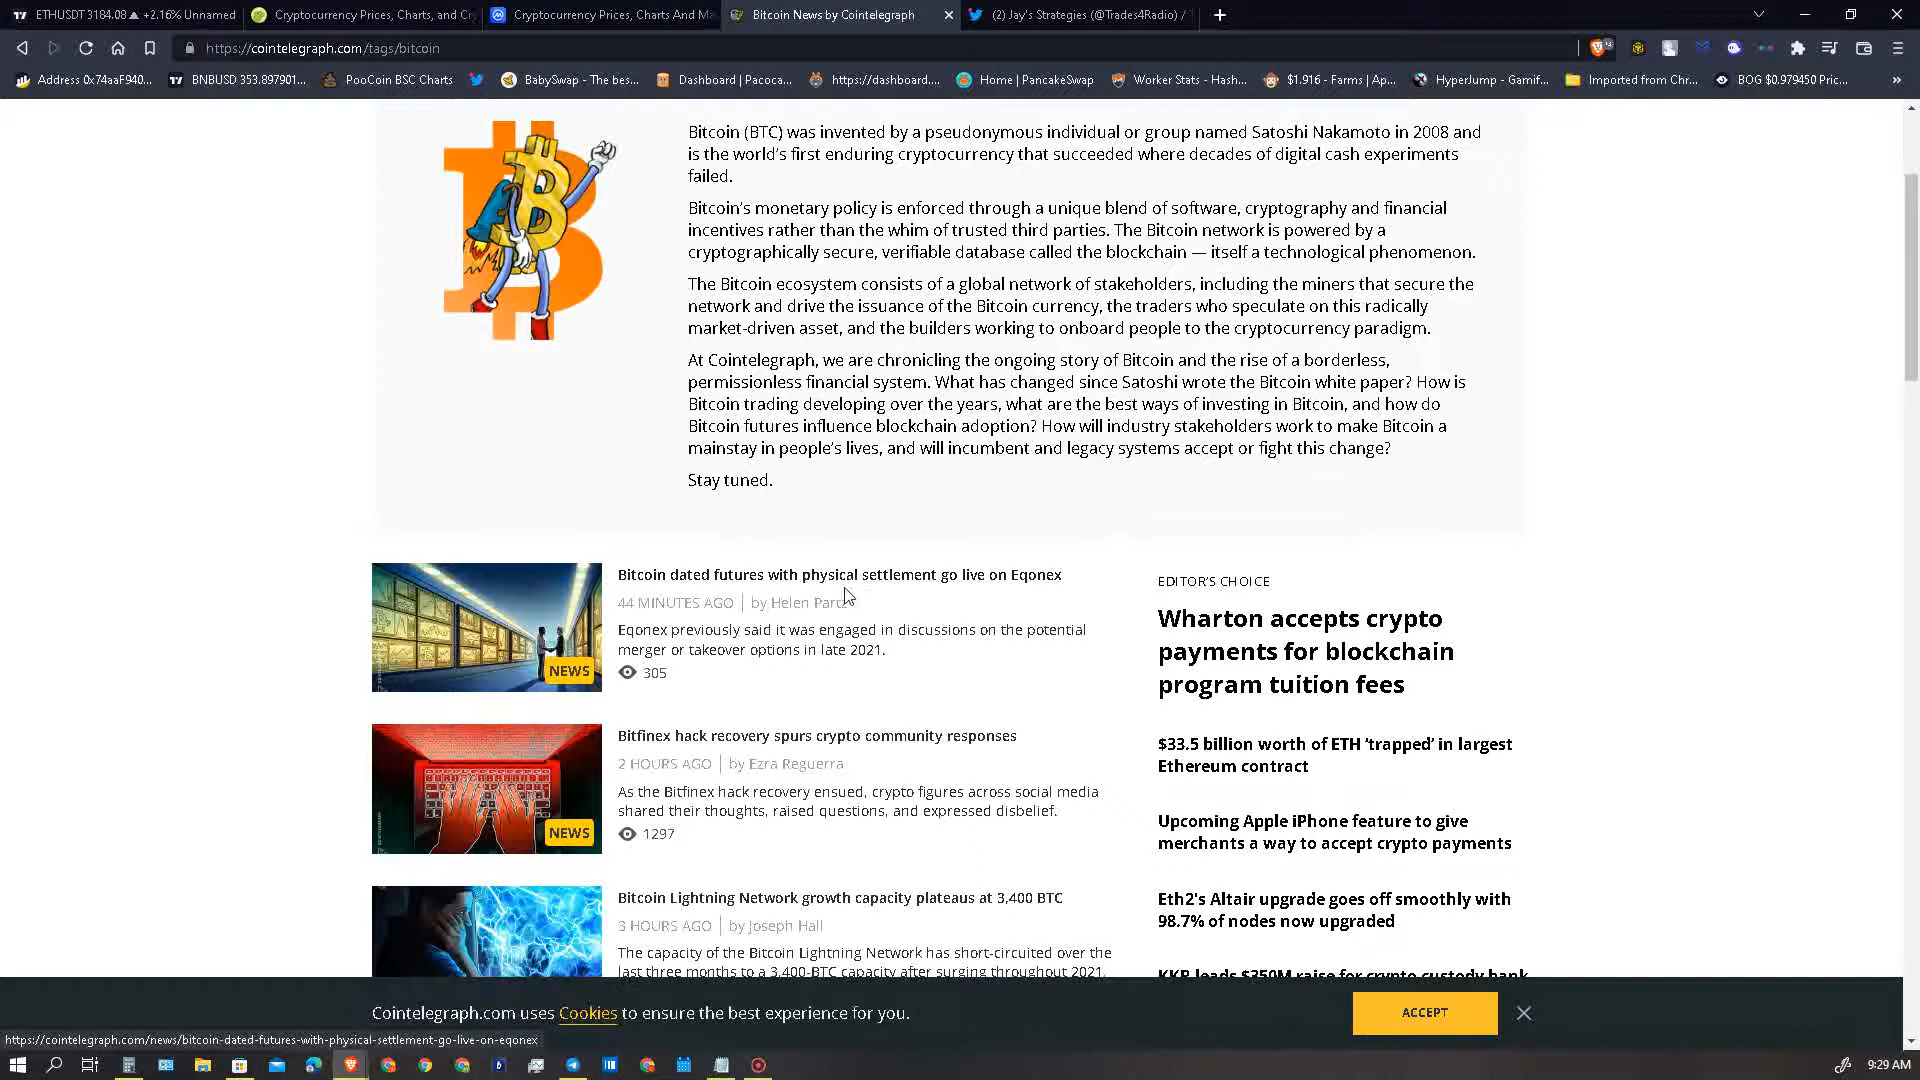 ETHUSDT 3184.08 ▲ +2.16% Unnamed
Cryptocurrency Prices, Charts, and Cr
Cryptocurrency Prices, Charts And Ma
Bitcoin News by Cointelegraph
(2) Jay's Strategies (@Trades4Radio) /
https://cointelegraph.com/tags/bitcoin
Address 0x74aaF940...
BNBUSD 353.897901...
PooCoin BSC Charts
BabySwap - The bes...
Dashboard | Pacoca...
https://dashboard....
Home | PancakeSwap
Worker Stats - Hash...
$1.916 - Farms | Ap...
HyperJump - Gamif...
Imported from Chr...
BOG $0.979450 Pric...
Bitcoin (BTC) was invented by a pseudonymous individual or group named Satoshi Nakamoto in 2008 and
is the world's first enduring cryptocurrency that succeeded where decades of digital cash experiments
failed.
Bitcoin's monetary policy is enforced through a unique blend of software, cryptography and financial
incentives rather than the whim of trusted third parties. The Bitcoin network is powered by a
cryptographically secure, verifiable database called the blockchain — itself a technological phenomenon.
The Bitcoin ecosystem consists of a global network of stakeholders, including the miners that secure the
network and drive the issuance of the Bitcoin currency, the traders who speculate on this radically
market-driven asset, and the builders working to onboard people to the cryptocurrency paradigm.
At Cointelegraph, we are chronicling the ongoing story of Bitcoin and the rise of a borderless,
permissionless financial system. What has changed since Satoshi wrote the Bitcoin white paper? How is
Bitcoin trading developing over the years, what are the best ways of investing in Bitcoin, and how do
Bitcoin futures influence blockchain adoption? How will industry stakeholders work to make Bitcoin a
mainstay in people's lives, and will incumbent and legacy systems accept or fight this change?
Stay tuned.
NEWS
Bitcoin dated futures with physical settlement go live on Eqonex
44 MINUTES AGO | by Helen Partz
Eqonex previously said it was engaged in discussions on the potential
merger or takeover options in late 2021.
305
NEWS
Bitfinex hack recovery spurs crypto community responses
2 HOURS AGO | by Ezra Reguerra
As the Bitfinex hack recovery ensued, crypto figures across social media
shared their thoughts, raised questions, and expressed disbelief.
1297
Bitcoin Lightning Network growth capacity plateaus at 3,400 BTC
3 HOURS AGO | by Joseph Hall
The capacity of the Bitcoin Lightning Network has short-circuited over the
last three months to a 3,400-BTC capacity after surging throughout 2021.
EDITOR'S CHOICE
Wharton accepts crypto
payments for blockchain
program tuition fees
$33.5 billion worth of ETH 'trapped' in largest
Ethereum contract
Upcoming Apple iPhone feature to give
merchants a way to accept crypto payments
Eth2's Altair upgrade goes off smoothly with
98.7% of nodes now upgraded
KKR leads $350M raise for crypto custody bank
Cointelegraph.com uses Cookies to ensure the best experience for you.
ACCEPT
https://cointelegraph.com/news/bitcoin-dated-futures-with-physical-settlement-go-live-on-eqonex
9:29 AM